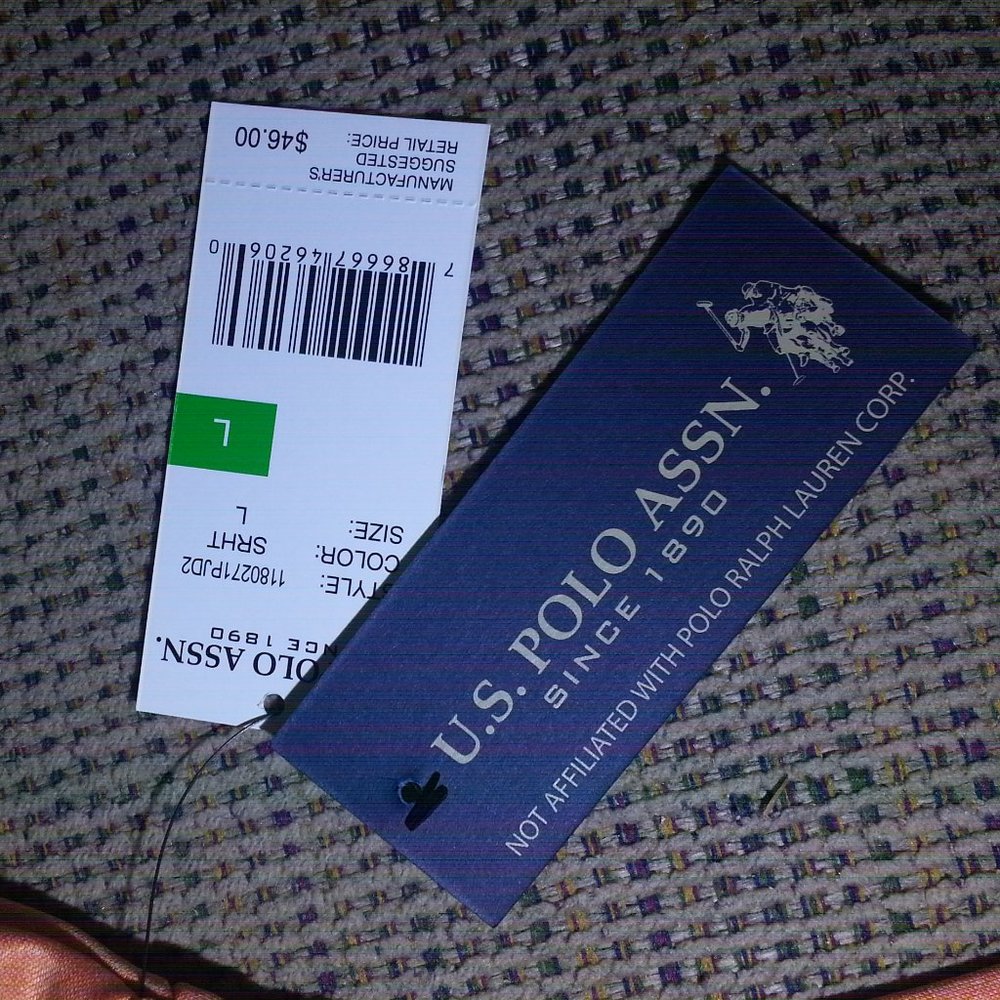 U.S. POLO ASSN.
SINCE 1890
NOT AFFILIATED WITH POLO RALPH LAUREN CORP.
OLO ASSN.
NCE 1890
STYLE: 1180271PJD2
COLOR: SRHT
SIZE: L
L
7 86667 46206 0
MANUFACTURER'S
SUGGESTED
RETAIL PRICE: $46.00